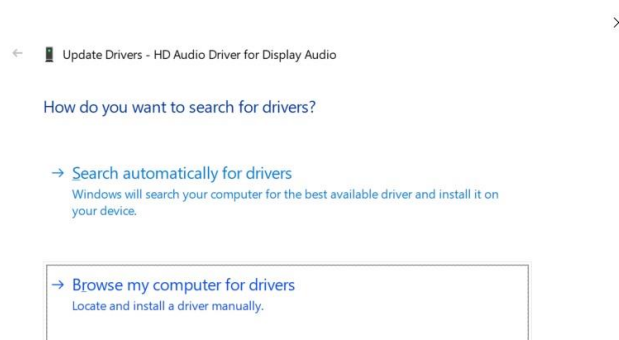 Update Drivers - HD Audio Driver for Display Audio
How do you want to search for drivers?
→ Search automatically for drivers
Windows will search your computer for the best available driver and install it on
your device.
→ Browse my computer for drivers
Locate and install a driver manually.